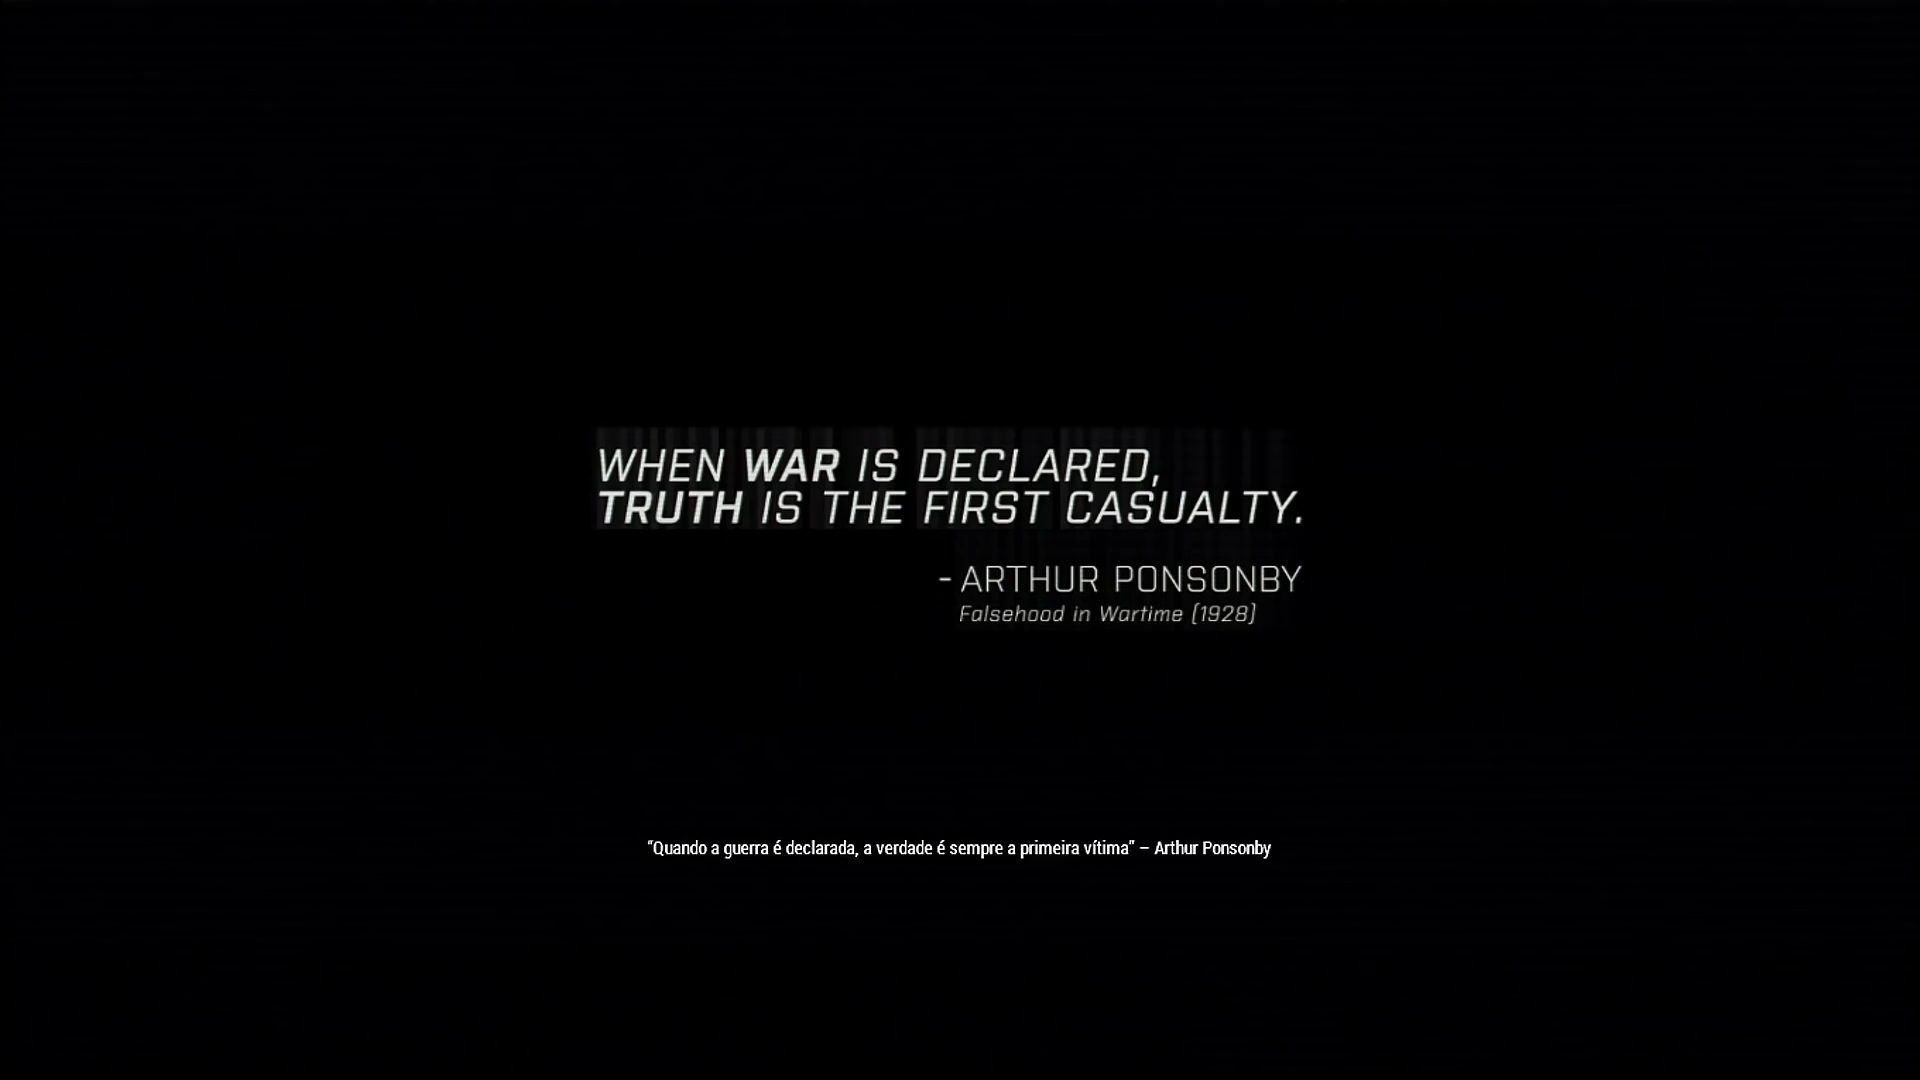 WHEN WAR IS DECLARED,
TRUTH IS THE FIRST CASUALTY.
- ARTHUR PONSONBY
Falsehood in Wartime (1928)
“Quando a guerra é declarada, a verdade é sempre a primeira vítima” – Arthur Ponsonby